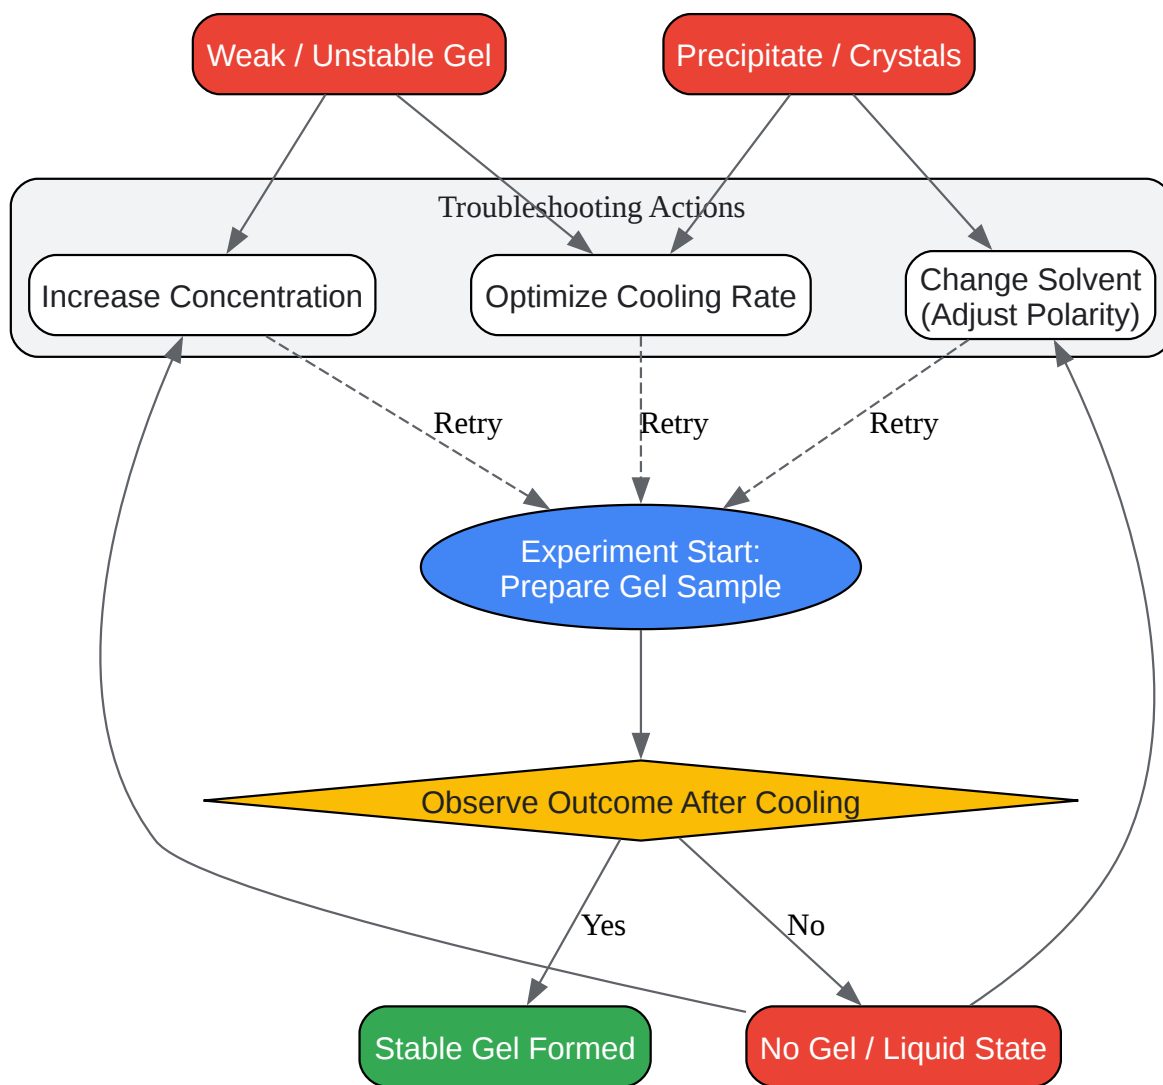 Weak / Unstable Gel
Precipitate / Crystals
Troubleshooting Actions
Increase Concentration
Optimize Cooling Rate
Change Solvent
(Adjust Polarity)
Retry
Retry
Retry
Experiment Start:
Prepare Gel Sample
Observe Outcome After Cooling
Yes
No
Stable Gel Formed
No Gel / Liquid State